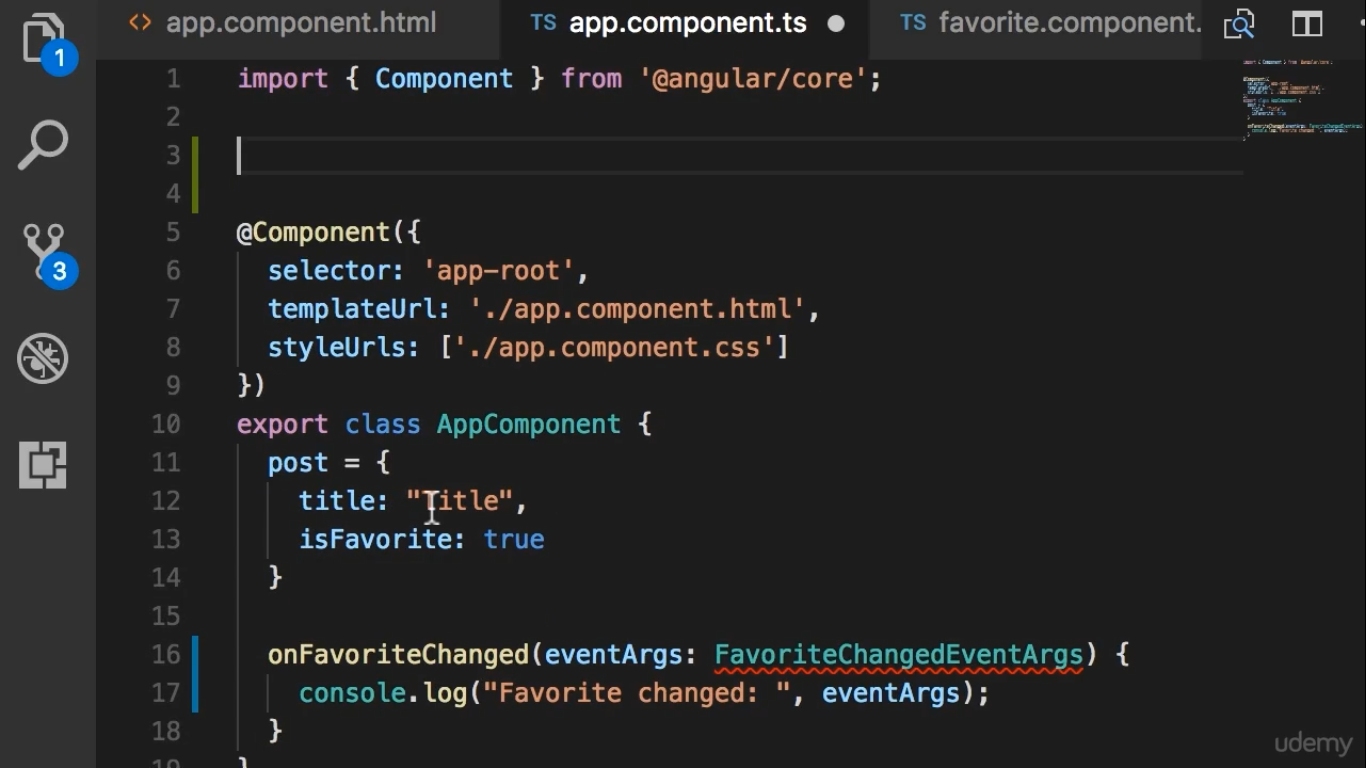 app.component.html
TS app.component.ts
TS favorite.component.
1
3
1 import { Component } from '@angular/core';
2
3
4
5 @Component({
6 selector: 'app-root',
7 templateUrl: './app.component.html',
8 styleUrls: ['./app.component.css']
9 })
10 export class AppComponent {
11 post = {
12 title: "Title",
13 isFavorite: true
14 }
15
16 onFavoriteChanged(eventArgs: FavoriteChangedEventArgs) {
17 console.log("Favorite changed: ", eventArgs);
18 }
19 }
udemy